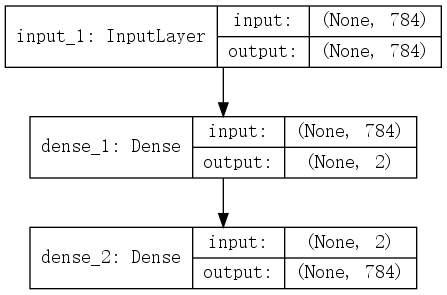 input_1: InputLayer input: (None, 784)
output: (None, 784)
dense_1: Dense input: (None, 784)
output: (None, 2)
dense_2: Dense input: (None, 2)
output: (None, 784)